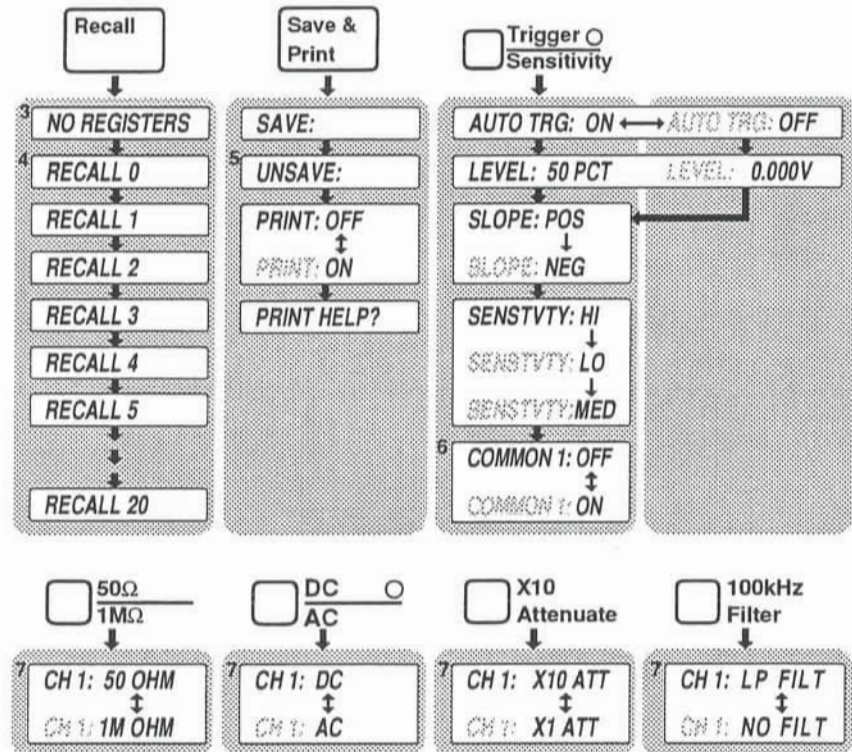 Recall
3 NO REGISTERS
4 RECALL 0
RECALL 1
RECALL 2
RECALL 3
RECALL 4
RECALL 5
RECALL 20
Save &
Print
SAVE:
5 UNSAVE:
PRINT: OFF
PRINT: ON
PRINT HELP?
Trigger
Sensitivity
AUTO TRG: ON AUTO TRG: OFF
LEVEL: 50 PCT LEVEL: 0.000V
SLOPE: POS
SLOPE: NEG
SENSTVTY: HI
SENSTVTY: LO
SENSTVTY: MED
6 COMMON 1: OFF
COMMON 1: ON
50Ω
1MΩ
7 CH 1: 50 OHM
CH 1: 1M OHM
DC
AC
7 CH 1: DC
CH 1: AC
X10
Attenuate
7 CH 1: X10 ATT
CH 1: X1 ATT
100kHz
Filter
7 CH 1: LP FILT
CH 1: NO FILT